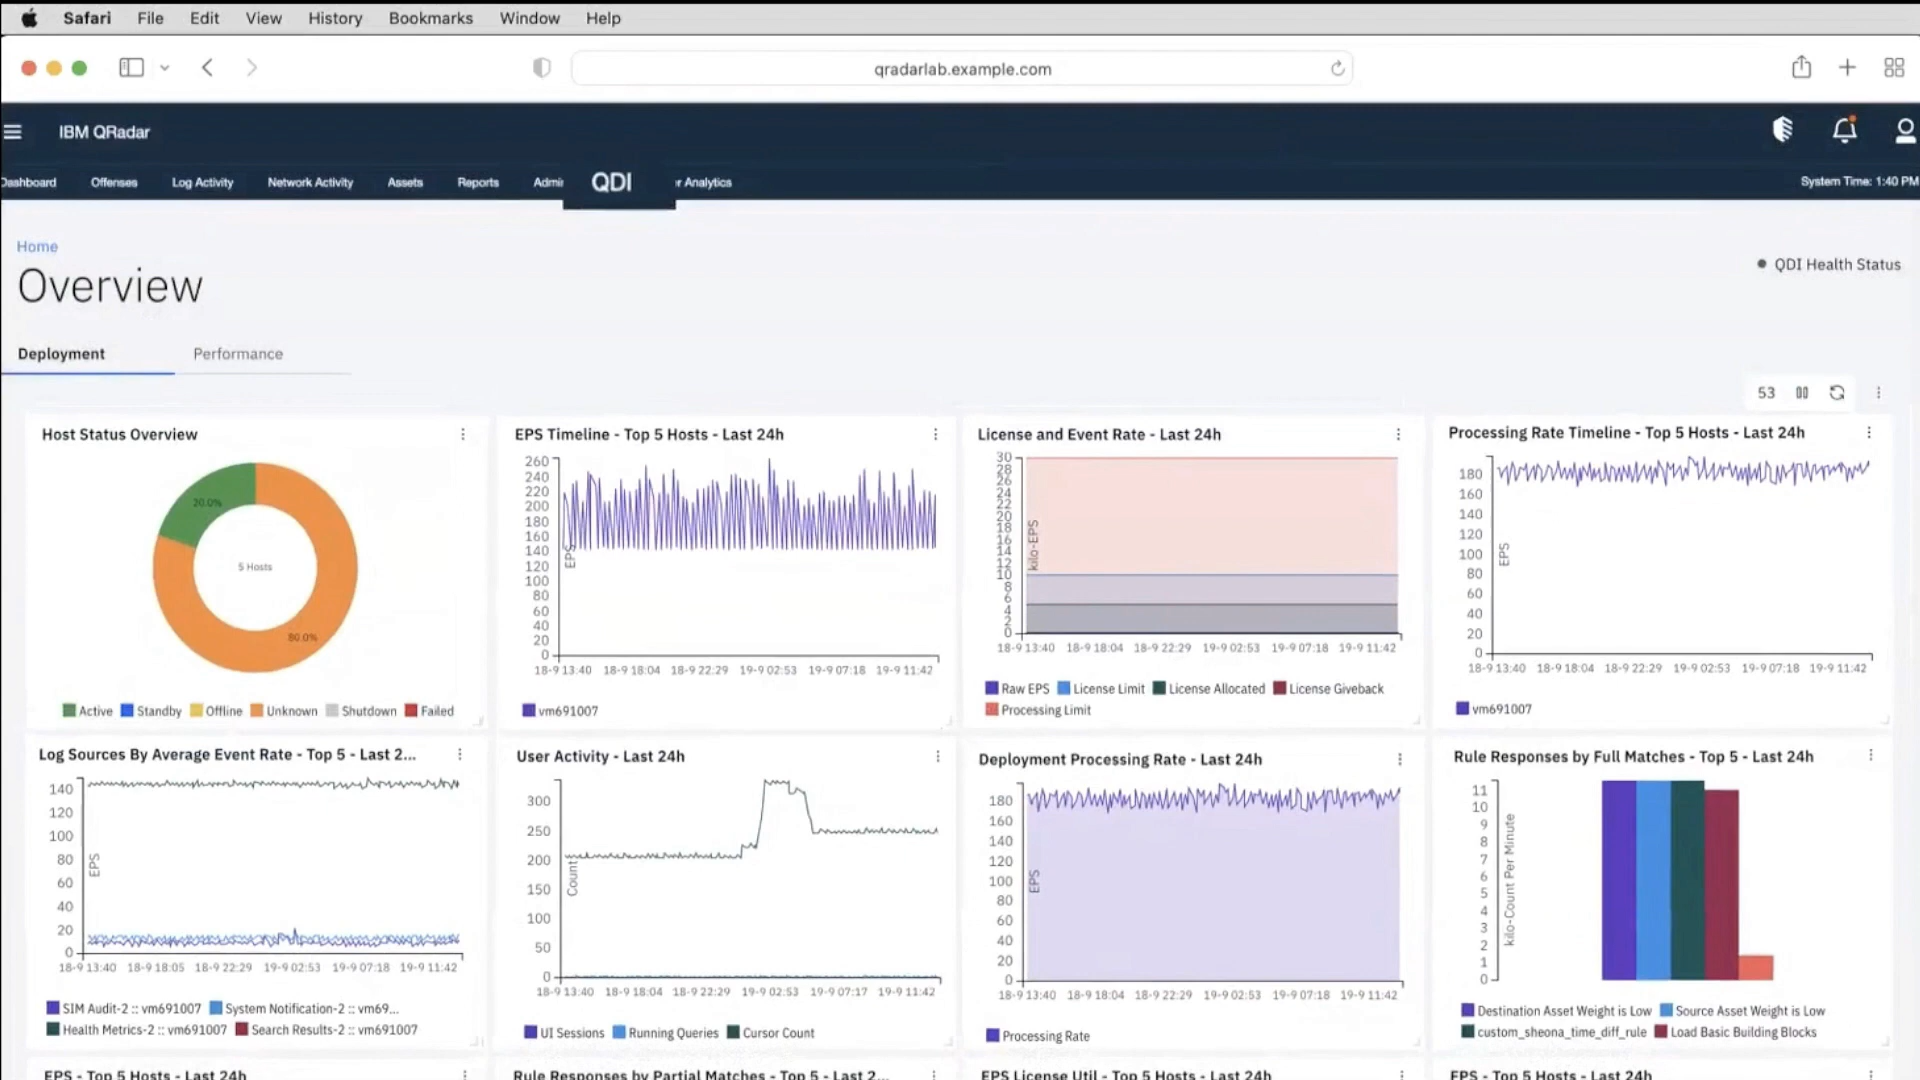 Safari File Edit View History Bookmarks Window Help
qradarlab.example.com
IBM QRadar
Dashboard Offenses Log Activity Network Activity Assets Reports Admin QDI r Analytics System Time: 1:40 PM
Home
Overview
QDI Health Status
Deployment Performance
53
Host Status Overview
20.0%
5 Hosts
80.0%
Active Standby Offline Unknown Shutdown Failed
EPS Timeline - Top 5 Hosts - Last 24h
260
240
220
200
180
160
140
120
100
80
60
40
20
0
EPS
18-9 13:40 18-9 18:04 18-9 22:29 19-9 02:53 19-9 07:18 19-9 11:42
vm691007
License and Event Rate - Last 24h
30
28
26
24
22
20
18
16
14
12
10
8
6
4
2
0
kilo-EPS
18-9 13:40 18-9 18:04 18-9 22:29 19-9 02:53 19-9 07:18 19-9 11:42
Raw EPS License Limit License Allocated License Giveback
Processing Limit
Processing Rate Timeline - Top 5 Hosts - Last 24h
180
160
140
120
100
80
60
40
20
0
EPS
18-9 13:40 18-9 18:04 18-9 22:29 19-9 02:53 19-9 07:18 19-9 11:42
vm691007
Log Sources By Average Event Rate - Top 5 - Last 2...
140
120
100
80
60
40
20
0
EPS
18-9 13:40 18-9 18:05 18-9 22:29 19-9 02:53 19-9 07:18 19-9 11:42
SIM Audit-2 :: vm691007 System Notification-2 :: vm69...
Health Metrics-2 :: vm691007 Search Results-2 :: vm691007
User Activity - Last 24h
300
250
200
150
100
50
0
Count
18-9 13:40 18-9 18:04 18-9 22:29 19-9 02:53 19-9 07:17 19-9 11:42
UI Sessions Running Queries Cursor Count
Deployment Processing Rate - Last 24h
180
160
140
120
100
80
60
40
20
0
EPS
18-9 13:40 18-9 18:04 18-9 22:29 19-9 02:53 19-9 07:18 19-9 11:42
Processing Rate
Rule Responses by Full Matches - Top 5 - Last 24h
11
10
9
8
7
6
5
4
3
2
1
0
kilo-Count Per Minute
Destination Asset Weight is Low Source Asset Weight is Low
custom_sheona_time_diff_rule Load Basic Building Blocks
EPS - Top 5 Hosts - Last 24h
Rule Responses by Partial Matches - Top 5 - Last 2...
EPS License Util - Top 5 Hosts - Last 24h
EPS - Top 5 Hosts - Last 24h